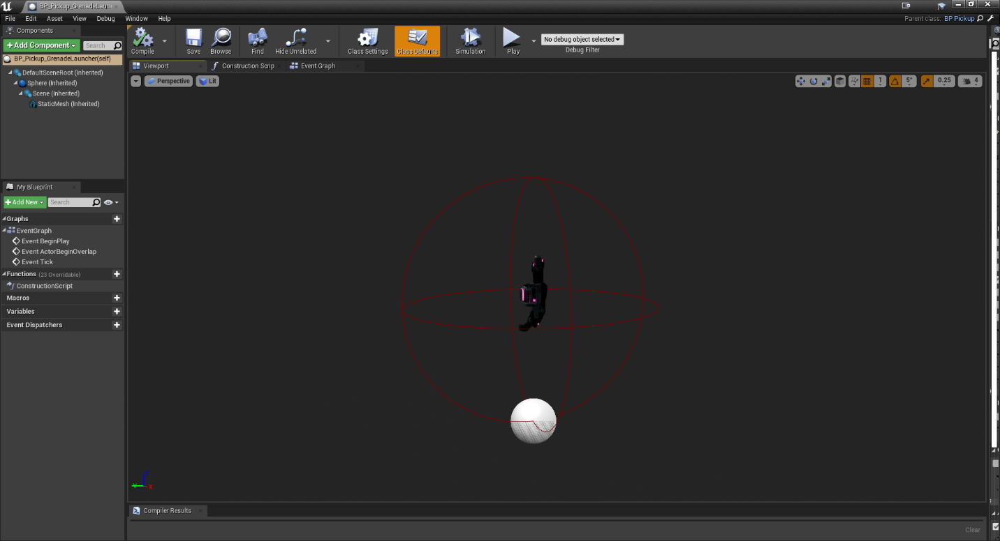 BP_Pickup_GrenadeLaun
File Edit Asset View Debug Window Help
Parent class: BP Pickup
Components
Add Component
Search
BP_Pickup_GrenadeLauncher(self)
DefaultSceneRoot (Inherited)
Sphere (Inherited)
Scene (Inherited)
StaticMesh (Inherited)
My Blueprint
Add New
Search
Graphs
EventGraph
Event BeginPlay
Event ActorBeginOverlap
Event Tick
Functions (23 Overridable)
ConstructionScript
Macros
Variables
Event Dispatchers
Compile
Save
Browse
Find
Hide Unrelated
Class Settings
Class Defaults
Simulation
Play
No debug object selected
Debug Filter
Viewport
Construction Scrip
Event Graph
Perspective
Lit
1
5°
0.25
4
Y
X
Compiler Results
Clear